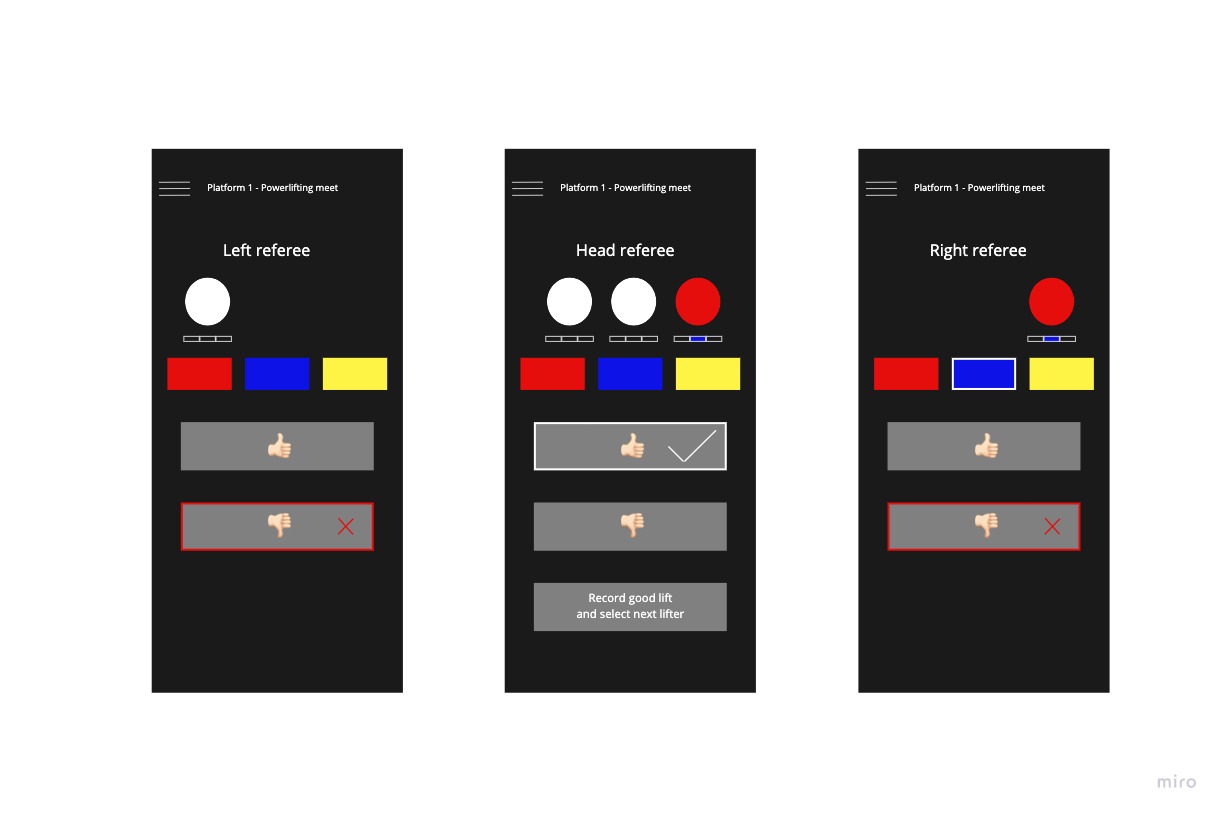 Platform 1 - Powerlifting meet
Left referee
Platform 1 - Powerlifting meet
Head referee
Record good lift
and select next lifter
Platform 1 - Powerlifting meet
Right referee
miro